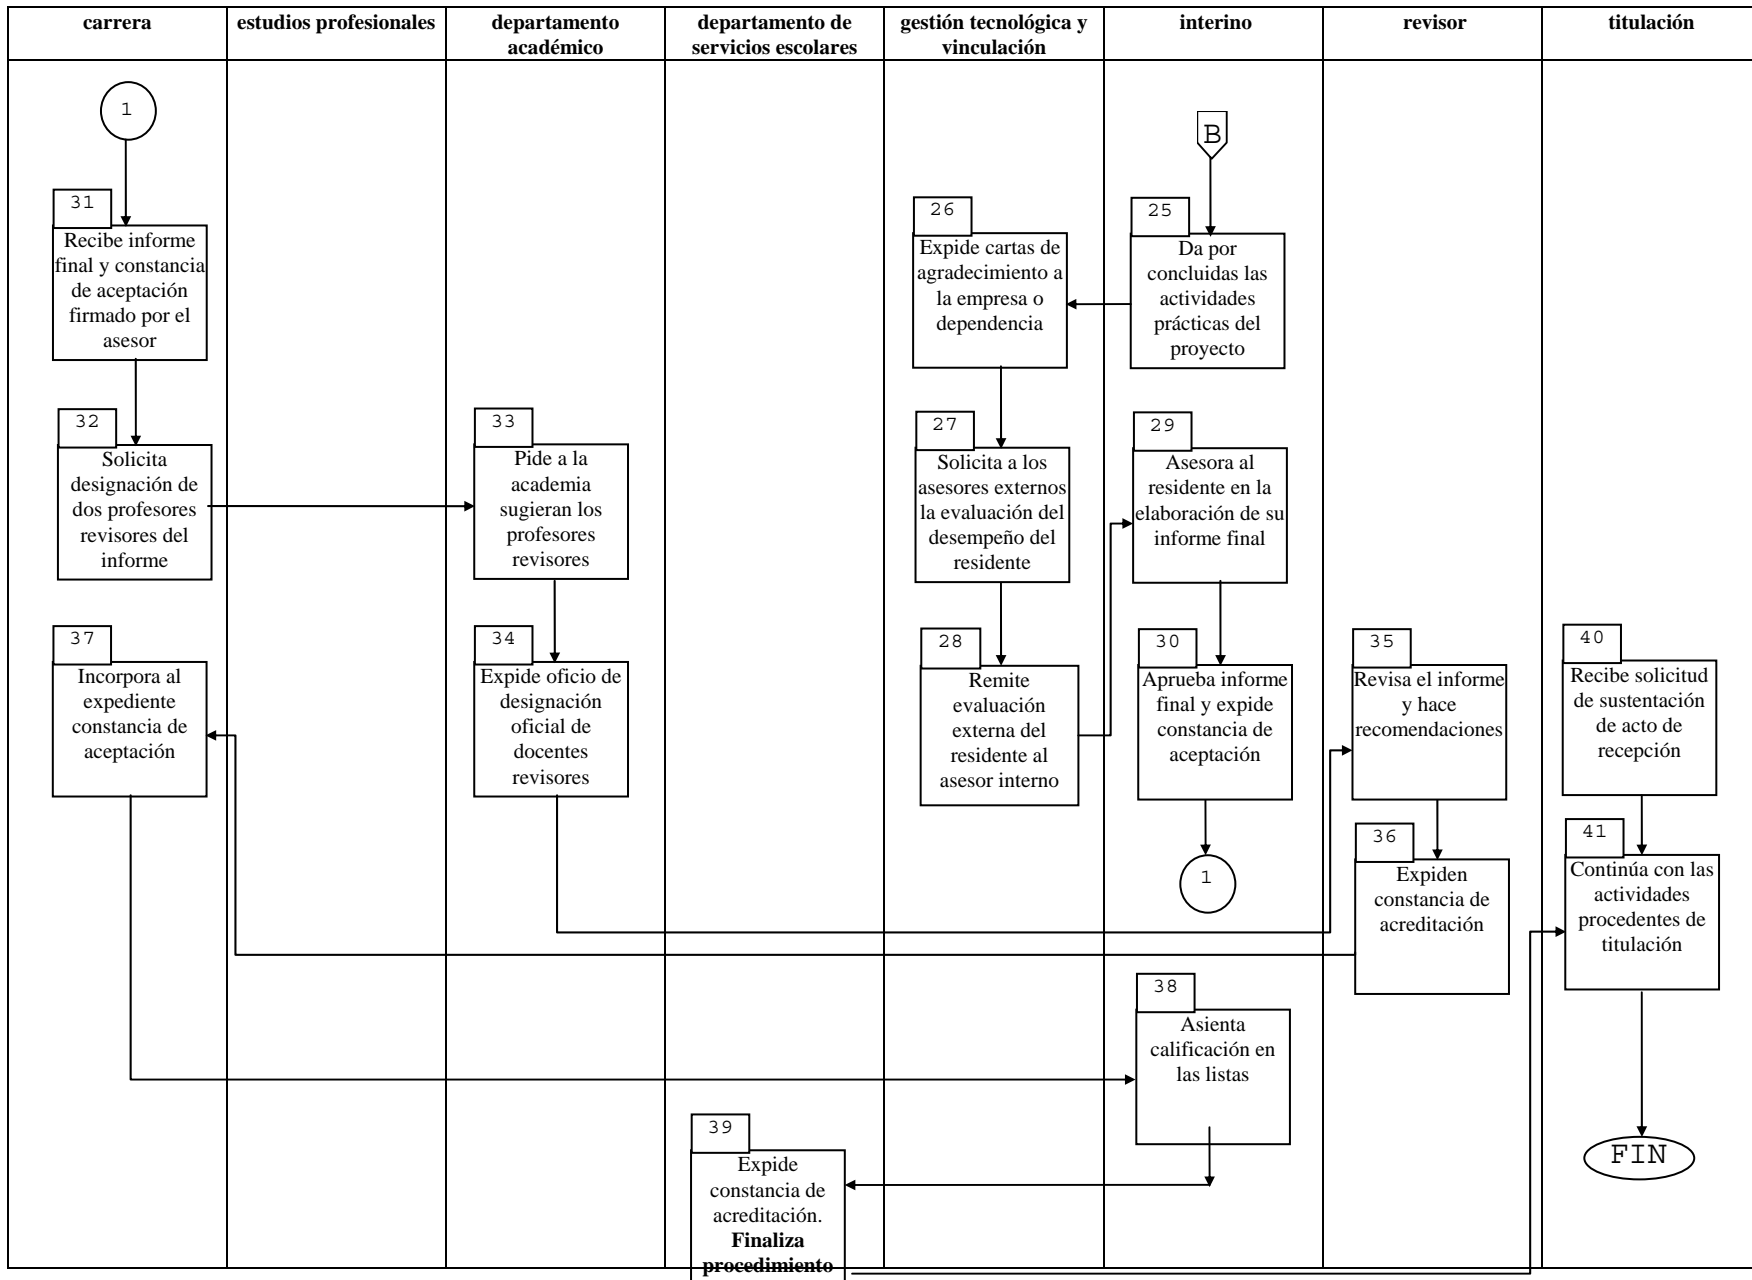 carrera
estudios profesionales
departamento
académico
departamento de
servicios escolares
gestión tecnológica y
vinculación
interino
revisor
titulación
1
B
31
Recibe informe
final y constancia
de aceptación
firmado por el
asesor
26
Expide cartas de
agradecimiento a
la empresa o
dependencia
25
Da por
concluidas las
actividades
prácticas del
proyecto
32
Solicita
designación de
dos profesores
revisores del
informe
33
Pide a la
academia
sugieran los
profesores
revisores
27
Solicita a los
asesores externos
la evaluación del
desempeño del
residente
29
Asesora al
residente en la
elaboración de su
informe final
37
Incorpora al
expediente
constancia de
aceptación
34
Expide oficio de
designación
oficial de
docentes
revisores
28
Remite
evaluación
externa del
residente al
asesor interno
30
Aprueba informe
final y expide
constancia de
aceptación
35
Revisa el informe
y hace
recomendaciones
40
Recibe solicitud
de sustentación
de acto de
recepción
1
36
Expiden
constancia de
acreditación
41
Continúa con las
actividades
procedentes de
titulación
38
Asienta
calificación en
las listas
39
Expide
constancia de
acreditación.
Finaliza
procedimiento
FIN